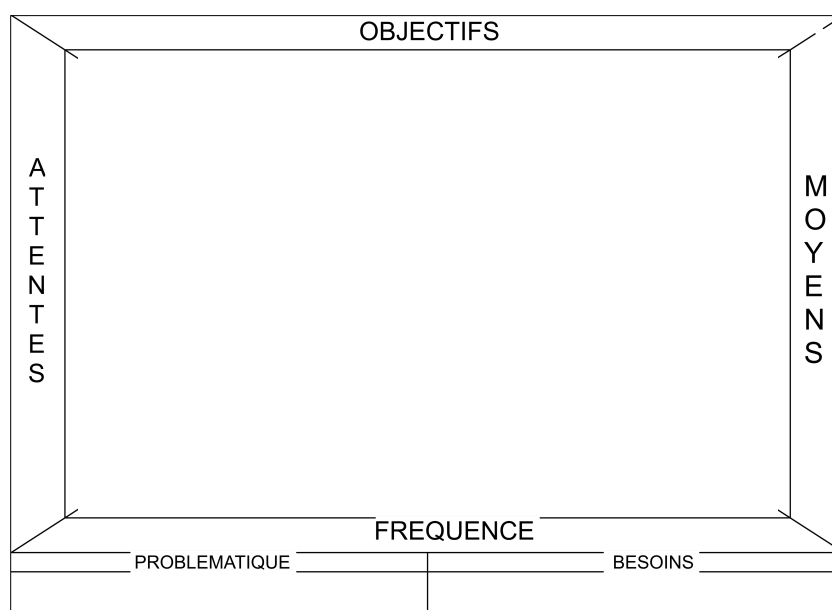 OBJECTIFS
ATTENTES
MOYENS
FREQUENCE
PROBLEMATIQUE
BESOINS